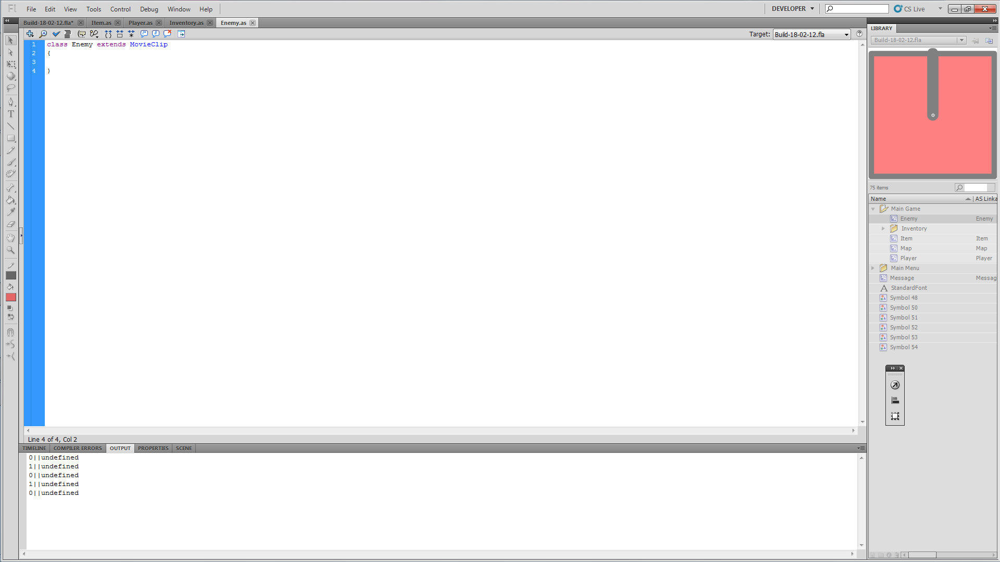 Fl File Edit View Tools Control Debug Window Help DEVELOPER CS Live
Build-18-02-12.fla* Item.as Player.as Inventory.as Enemy.as
Target: Build-18-02-12.fla
1 class Enemy extends MovieClip
2 {
3
4 }
Line 4 of 4, Col 2
TIMELINE COMPILER ERRORS OUTPUT PROPERTIES SCENE
0||undefined
1||undefined
0||undefined
1||undefined
0||undefined
LIBRARY
Build-18-02-12.fla
75 items
Name AS Linka
Main Game
Enemy Enemy
Inventory
Item Item
Map Map
Player Player
Main Menu
Message Messag
StandardFont
Symbol 48
Symbol 50
Symbol 51
Symbol 52
Symbol 53
Symbol 54